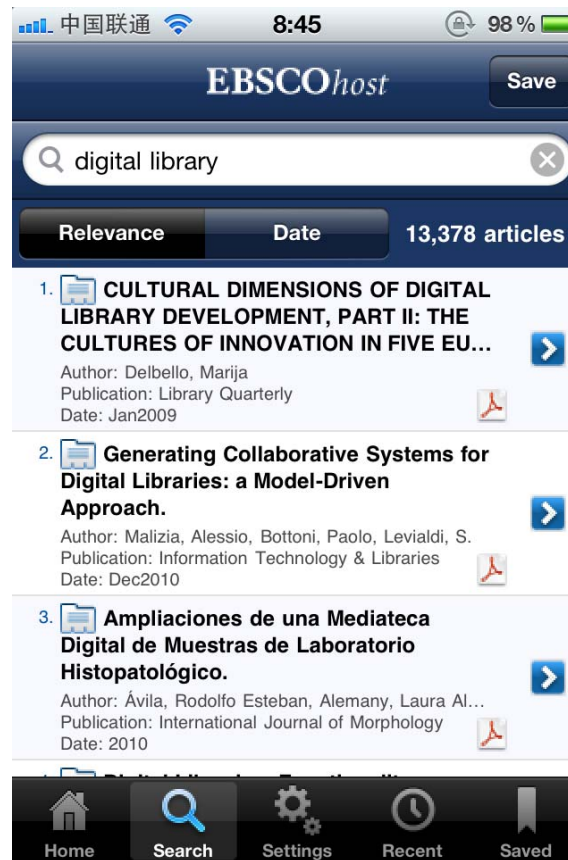 中国联通 8:45 98%
EBSCOhost Save
digital library
Relevance Date 13,378 articles
1. CULTURAL DIMENSIONS OF DIGITAL
LIBRARY DEVELOPMENT, PART II: THE
CULTURES OF INNOVATION IN FIVE EU...
Author: Delbello, Marija
Publication: Library Quarterly
Date: Jan2009
2. Generating Collaborative Systems for
Digital Libraries: a Model-Driven
Approach.
Author: Malizia, Alessio, Bottoni, Paolo, Levialdi, S.
Publication: Information Technology & Libraries
Date: Dec2010
3. Ampliaciones de una Mediateca
Digital de Muestras de Laboratorio
Histopatológico.
Author: Ávila, Rodolfo Esteban, Alemany, Laura Al...
Publication: International Journal of Morphology
Date: 2010
Home Search Settings Recent Saved